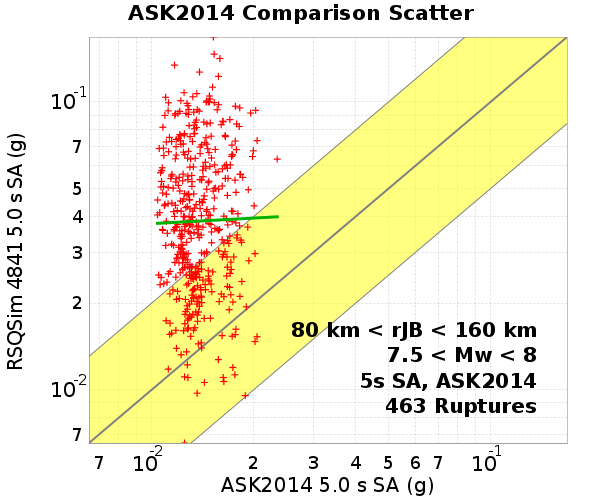 ASK2014 Comparison Scatter
RSQSim 4841 5.0 s SA (g)
10⁻¹
7
5
4
3
2
10⁻²
7
80 km < rJB < 160 km
7.5 < Mw < 8
5s SA, ASK2014
463 Ruptures
7 10⁻² 2 3 4 5 6 7 10⁻¹
ASK2014 5.0 s SA (g)